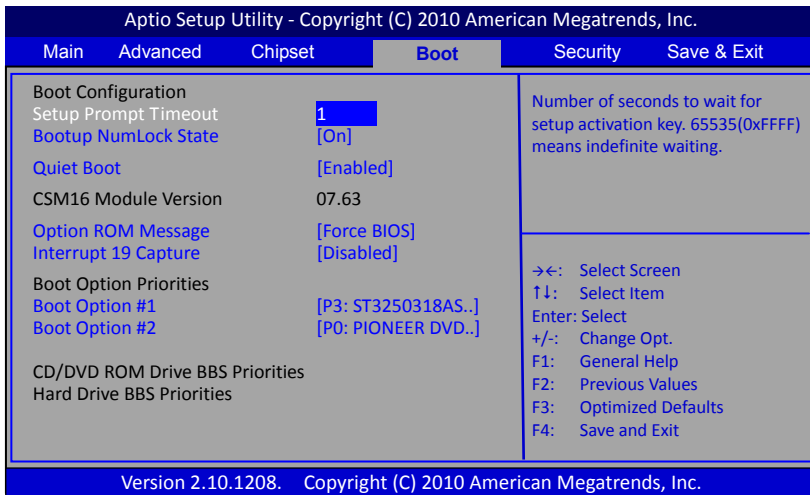 Aptio Setup Utility - Copyright (C) 2010 American Megatrends, Inc.
Main Advanced Chipset Boot Security Save & Exit
Boot Configuration
Setup Prompt Timeout 1
Bootup NumLock State [On]
Quiet Boot [Enabled]
CSM16 Module Version 07.63
Option ROM Message [Force BIOS]
Interrupt 19 Capture [Disabled]
Boot Option Priorities
Boot Option #1 [P3: ST3250318AS..]
Boot Option #2 [P0: PIONEER DVD..]
CD/DVD ROM Drive BBS Priorities
Hard Drive BBS Priorities
Number of seconds to wait for
setup activation key. 65535(0xFFFF)
means indefinite waiting.
→←: Select Screen
↑↓: Select Item
Enter: Select
+/-: Change Opt.
F1: General Help
F2: Previous Values
F3: Optimized Defaults
F4: Save and Exit
Version 2.10.1208. Copyright (C) 2010 American Megatrends, Inc.